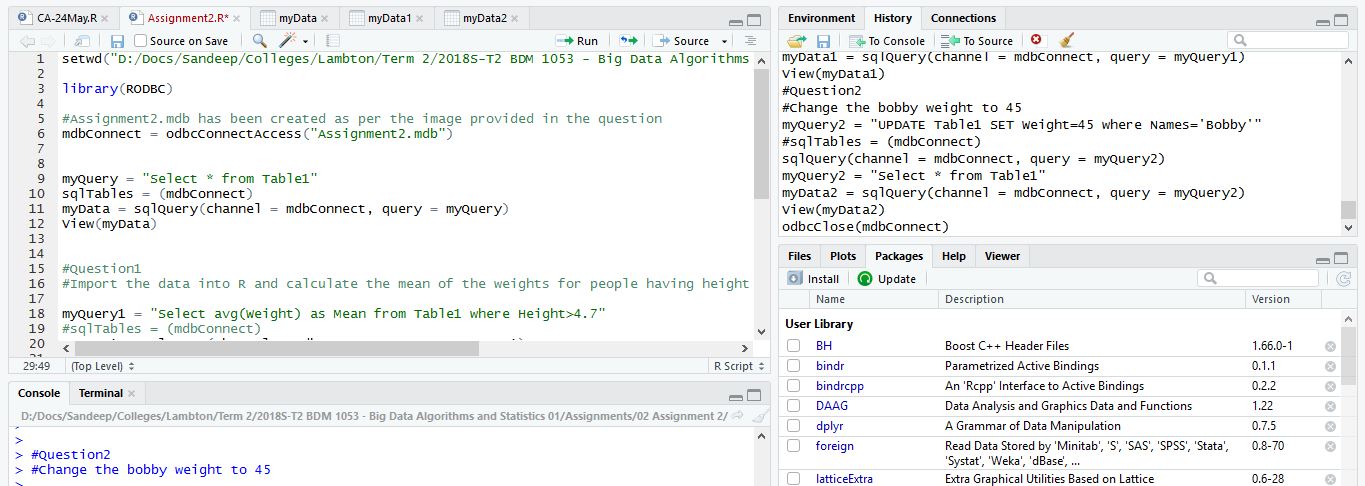 CA-24May.R
Assignment2.R*
myData
myData1
myData2
Source on Save
Run
Source
1 setwd("D:/Docs/Sandeep/Colleges/Lambton/Term 2/2018S-T2 BDM 1053 - Big Data Algorithms
2
3 library(RODBC)
4
5 #Assignment2.mdb has been created as per the image provided in the question
6 mdbConnect = odbcConnectAccess("Assignment2.mdb")
7
8
9 myQuery = "Select * from Table1"
10 sqlTables = (mdbConnect)
11 myData = sqlQuery(channel = mdbConnect, query = myQuery)
12 View(myData)
13
14
15 #Question1
16 #Import the data into R and calculate the mean of the weights for people having height
17
18 myQuery1 = "Select avg(Weight) as Mean from Table1 where Height>4.7"
19 #sqlTables = (mdbConnect)
20
29:49 (Top Level) R Script
Console Terminal
D:/Docs/Sandeep/Colleges/Lambton/Term 2/2018S-T2 BDM 1053 - Big Data Algorithms and Statistics 01/Assignments/02 Assignment 2/
>
>
> #Question2
> #Change the bobby weight to 45
>
Environment History Connections
To Console To Source
myData1 = sqlQuery(channel = mdbConnect, query = myQuery1)
View(myData1)
#Question2
#Change the bobby weight to 45
myQuery2 = "UPDATE Table1 SET Weight=45 where Names='Bobby'"
#sqlTables = (mdbConnect)
sqlQuery(channel = mdbConnect, query = myQuery2)
myQuery2 = "Select * from Table1"
myData2 = sqlQuery(channel = mdbConnect, query = myQuery2)
View(myData2)
odbcClose(mdbConnect)
Files Plots Packages Help Viewer
Install Update
Name Description Version
User Library
BH Boost C++ Header Files 1.66.0-1
bindr Parametrized Active Bindings 0.1.1
bindrcpp An 'Rcpp' Interface to Active Bindings 0.2.2
DAAG Data Analysis and Graphics Data and Functions 1.22
dplyr A Grammar of Data Manipulation 0.7.5
foreign Read Data Stored by 'Minitab', 'S', 'SAS', 'SPSS', 'Stata', 0.8-70
'Systat', 'Weka', 'dBase', ...
latticeExtra Extra Graphical Utilities Based on Lattice 0.6-28